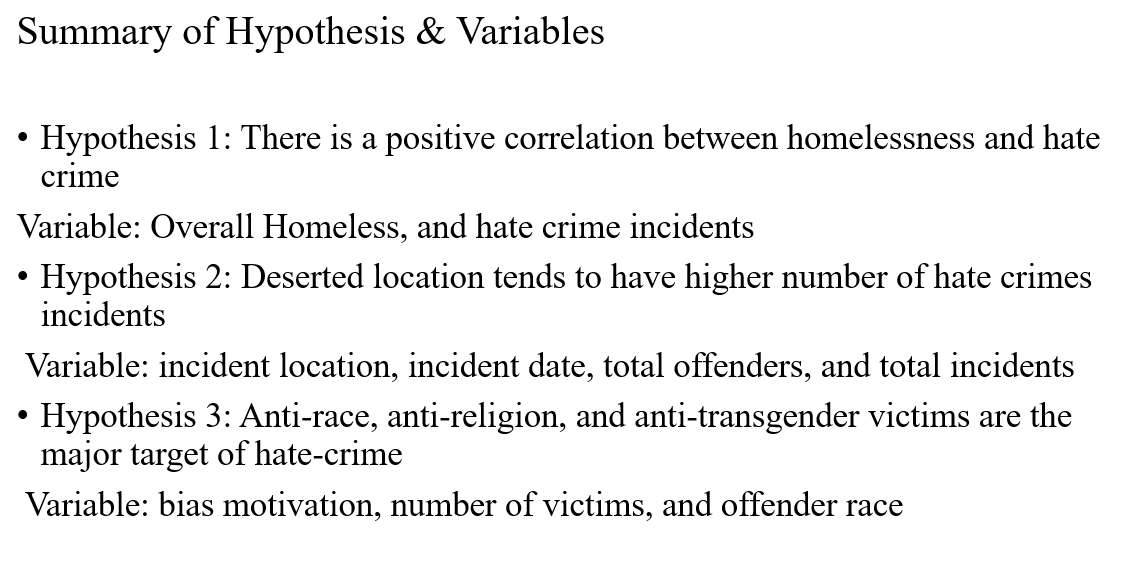 Summary of Hypothesis & Variables
• Hypothesis 1: There is a positive correlation between homelessness and hate
crime
Variable: Overall Homeless, and hate crime incidents
• Hypothesis 2: Deserted location tends to have higher number of hate crimes
incidents
Variable: incident location, incident date, total offenders, and total incidents
• Hypothesis 3: Anti-race, anti-religion, and anti-transgender victims are the
major target of hate-crime
Variable: bias motivation, number of victims, and offender race